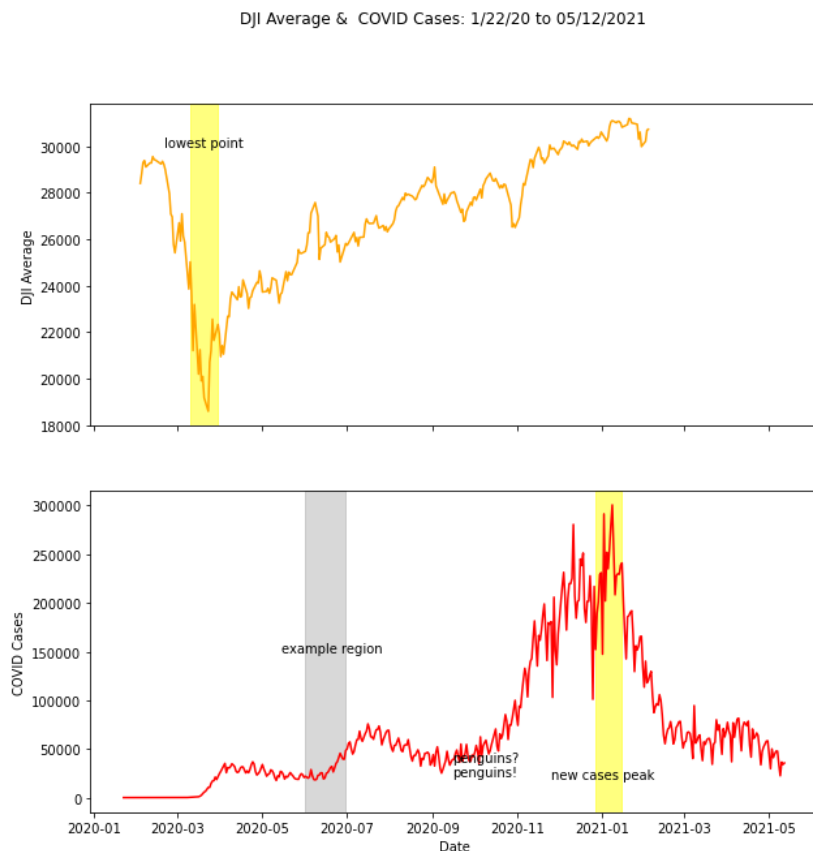 DJI Average &  COVID Cases: 1/22/20 to 05/12/2021
30000
28000
26000
24000
22000
20000
18000
DJI Average
lowest point
300000
250000
200000
150000
100000
50000
0
COVID Cases
example region
penguins?
penguins!
new cases peak
2020-01
2020-03
2020-05
2020-07
2020-09
2020-11
2021-01
2021-03
2021-05
Date